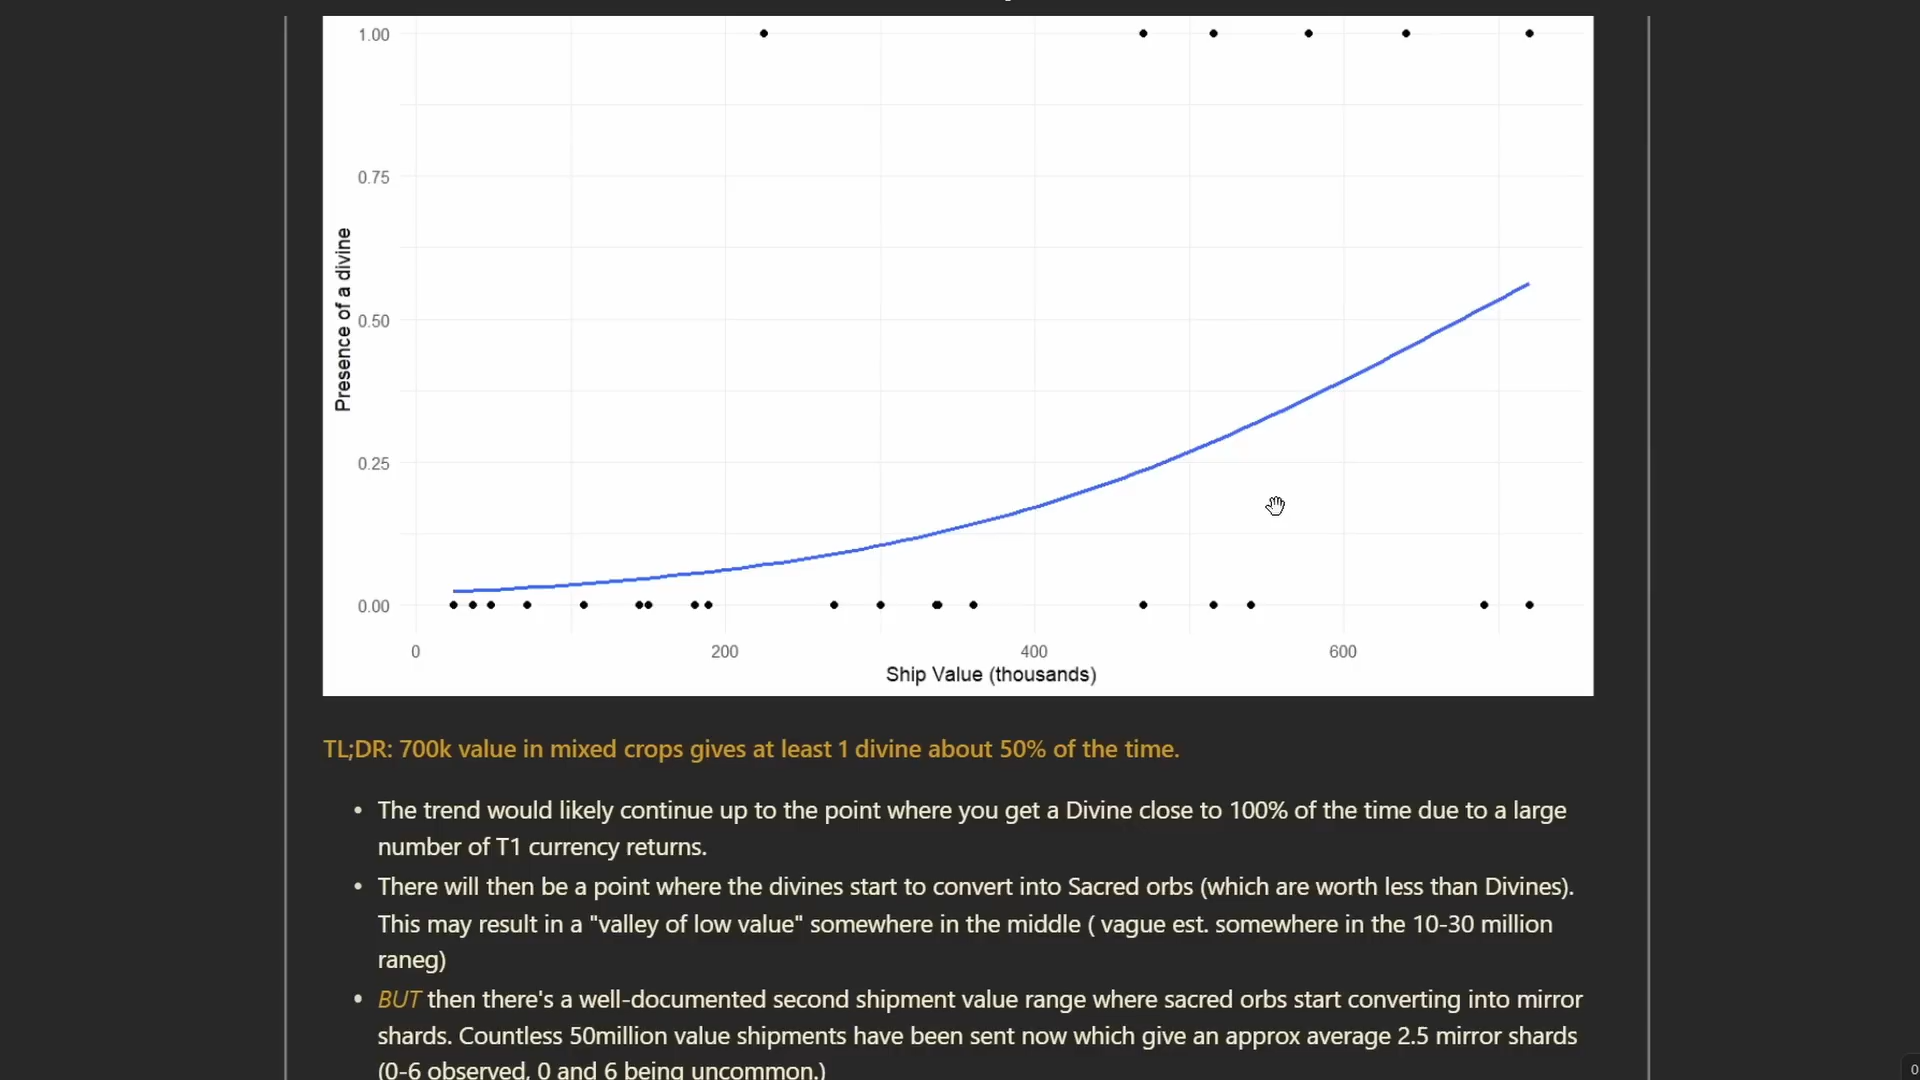 1.00
0.75
0.50
0.25
0.00
Presence of a divine
0 200 400 600
Ship Value (thousands)
TL;DR: 700k value in mixed crops gives at least 1 divine about 50% of the time.
• The trend would likely continue up to the point where you get a Divine close to 100% of the time due to a large
number of T1 currency returns.
• There will then be a point where the divines start to convert into Sacred orbs (which are worth less than Divines).
This may result in a "valley of low value" somewhere in the middle ( vague est. somewhere in the 10-30 million
raneg)
• BUT then there's a well-documented second shipment value range where sacred orbs start converting into mirror
shards. Countless 50million value shipments have been sent now which give an approx average 2.5 mirror shards
(0-6 observed, 0 and 6 being uncommon.)
0